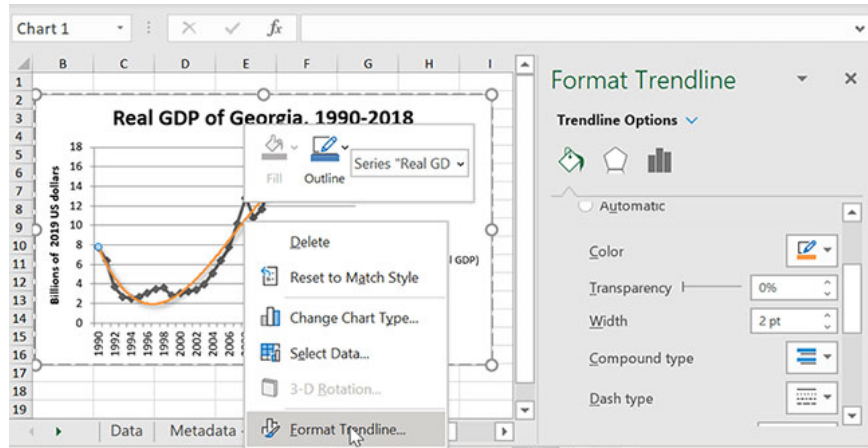 Chart 1
fx
B C D E F G H I
1
2
3
4
5
6
7
8
9
10
11
12
13
14
15
16
17
18
19
Real GDP of Georgia, 1990-2018
Billions of 2019 US dollars
18
16
14
12
10
8
6
4
2
0
1990 1992 1994 1996 1998 2000 2002 2004 2006
GDP)
Fill Outline Series "Real GD
Delete
Reset to Match Style
Change Chart Type...
Select Data...
3-D Rotation...
Format Trendline...
Data Metadata -
Format Trendline
Trendline Options
Automatic
Color
Transparency 0%
Width 2 pt
Compound type
Dash type